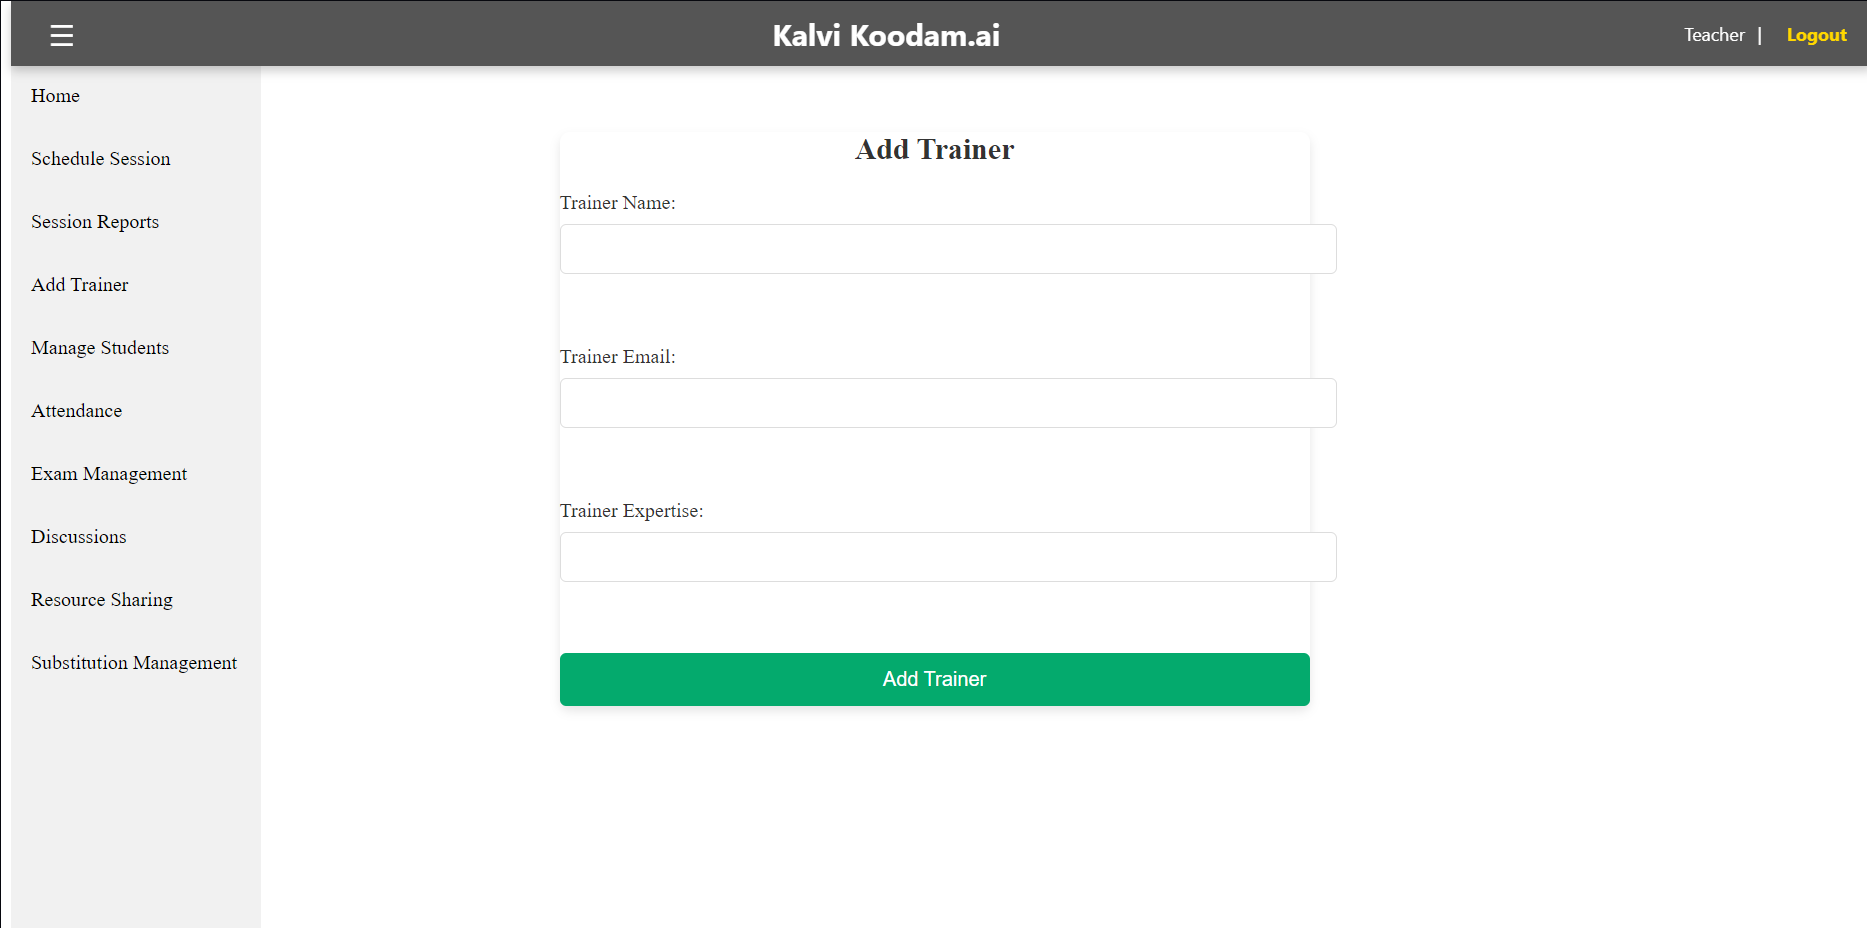 ☰ Kalvi Koodam.ai Teacher | Logout
Home
Schedule Session
Session Reports
Add Trainer
Manage Students
Attendance
Exam Management
Discussions
Resource Sharing
Substitution Management
Add Trainer
Trainer Name:
Trainer Email:
Trainer Expertise:
Add Trainer